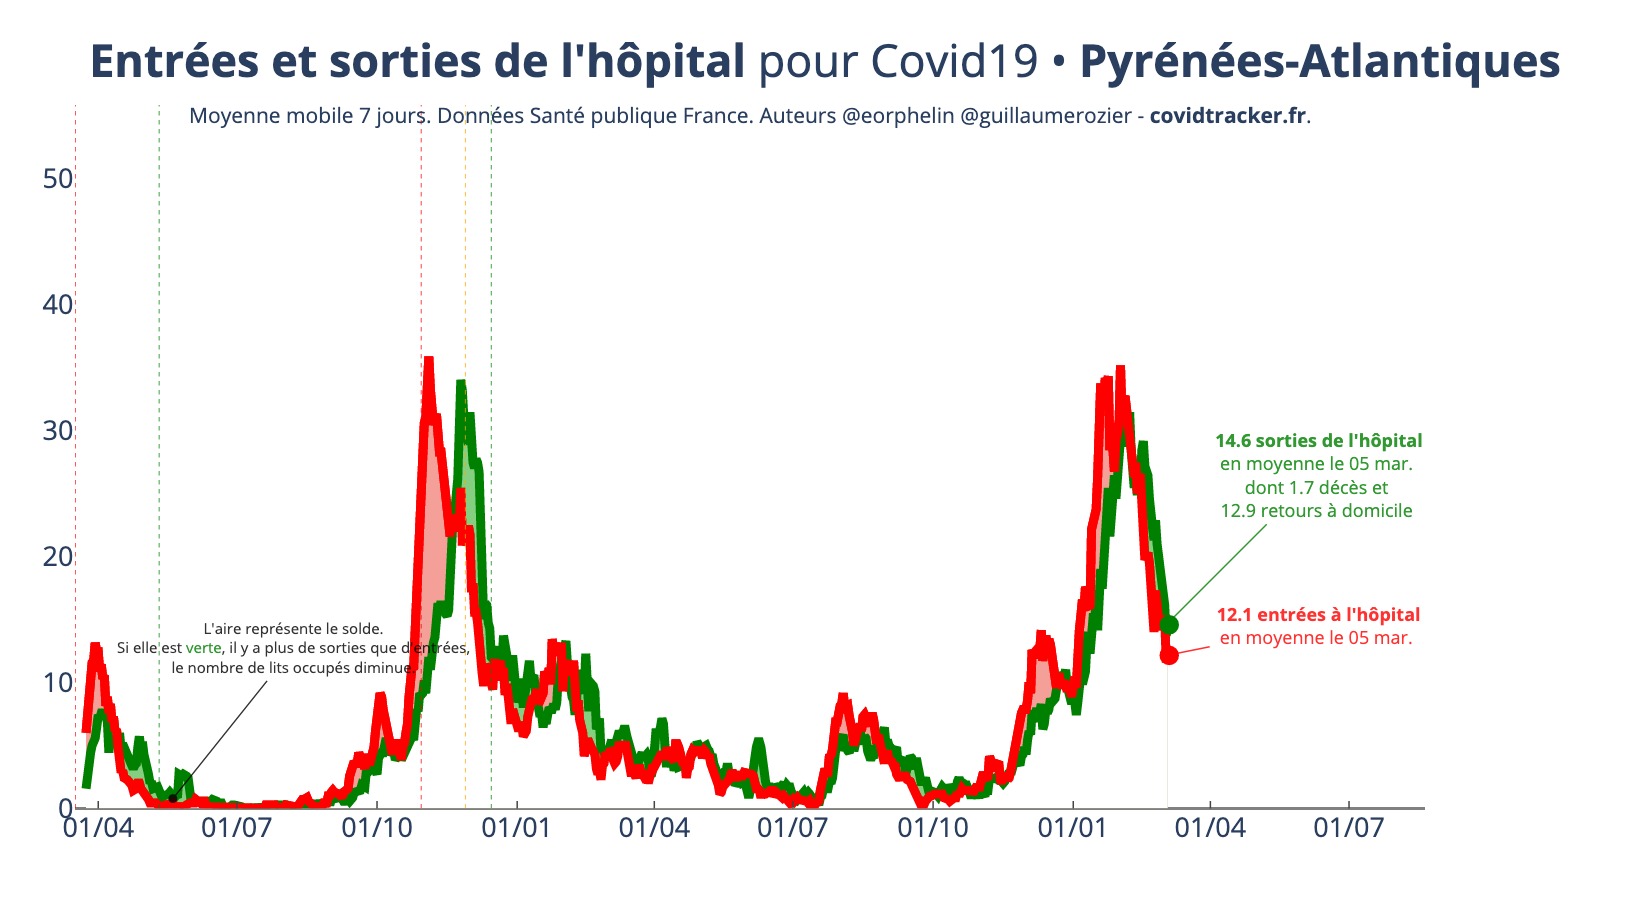 Entrées et sorties de l'hôpital pour Covid19 • Pyrénées-Atlantiques
Moyenne mobile 7 jours. Données Santé publique France. Auteurs @eorphelin @guillaumerozier - covidtracker.fr.
50
40
30
20
10
0
14.6 sorties de l'hôpital
en moyenne le 05 mar.
dont 1.7 décès et
12.9 retours à domicile
12.1 entrées à l'hôpital
en moyenne le 05 mar.
L'aire représente le solde.
Si elle est verte, il y a plus de sorties que d'entrées,
le nombre de lits occupés diminue.
01/04 01/07 01/10 01/01 01/04 01/07 01/10 01/01 01/04 01/07